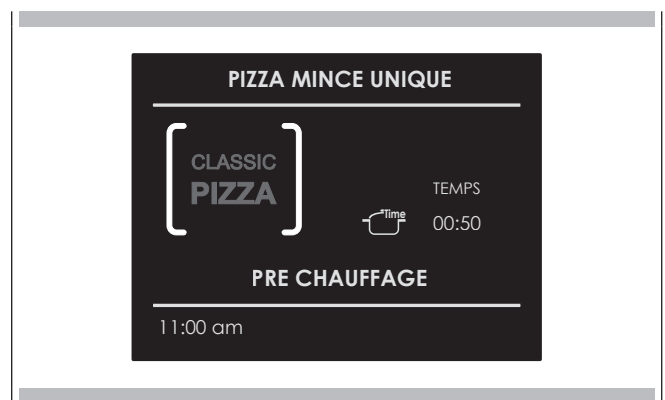 PIZZA MINCE UNIQUE
CLASSIC
PIZZA
TEMPS
Time
00:50
PRE CHAUFFAGE
11:00 am